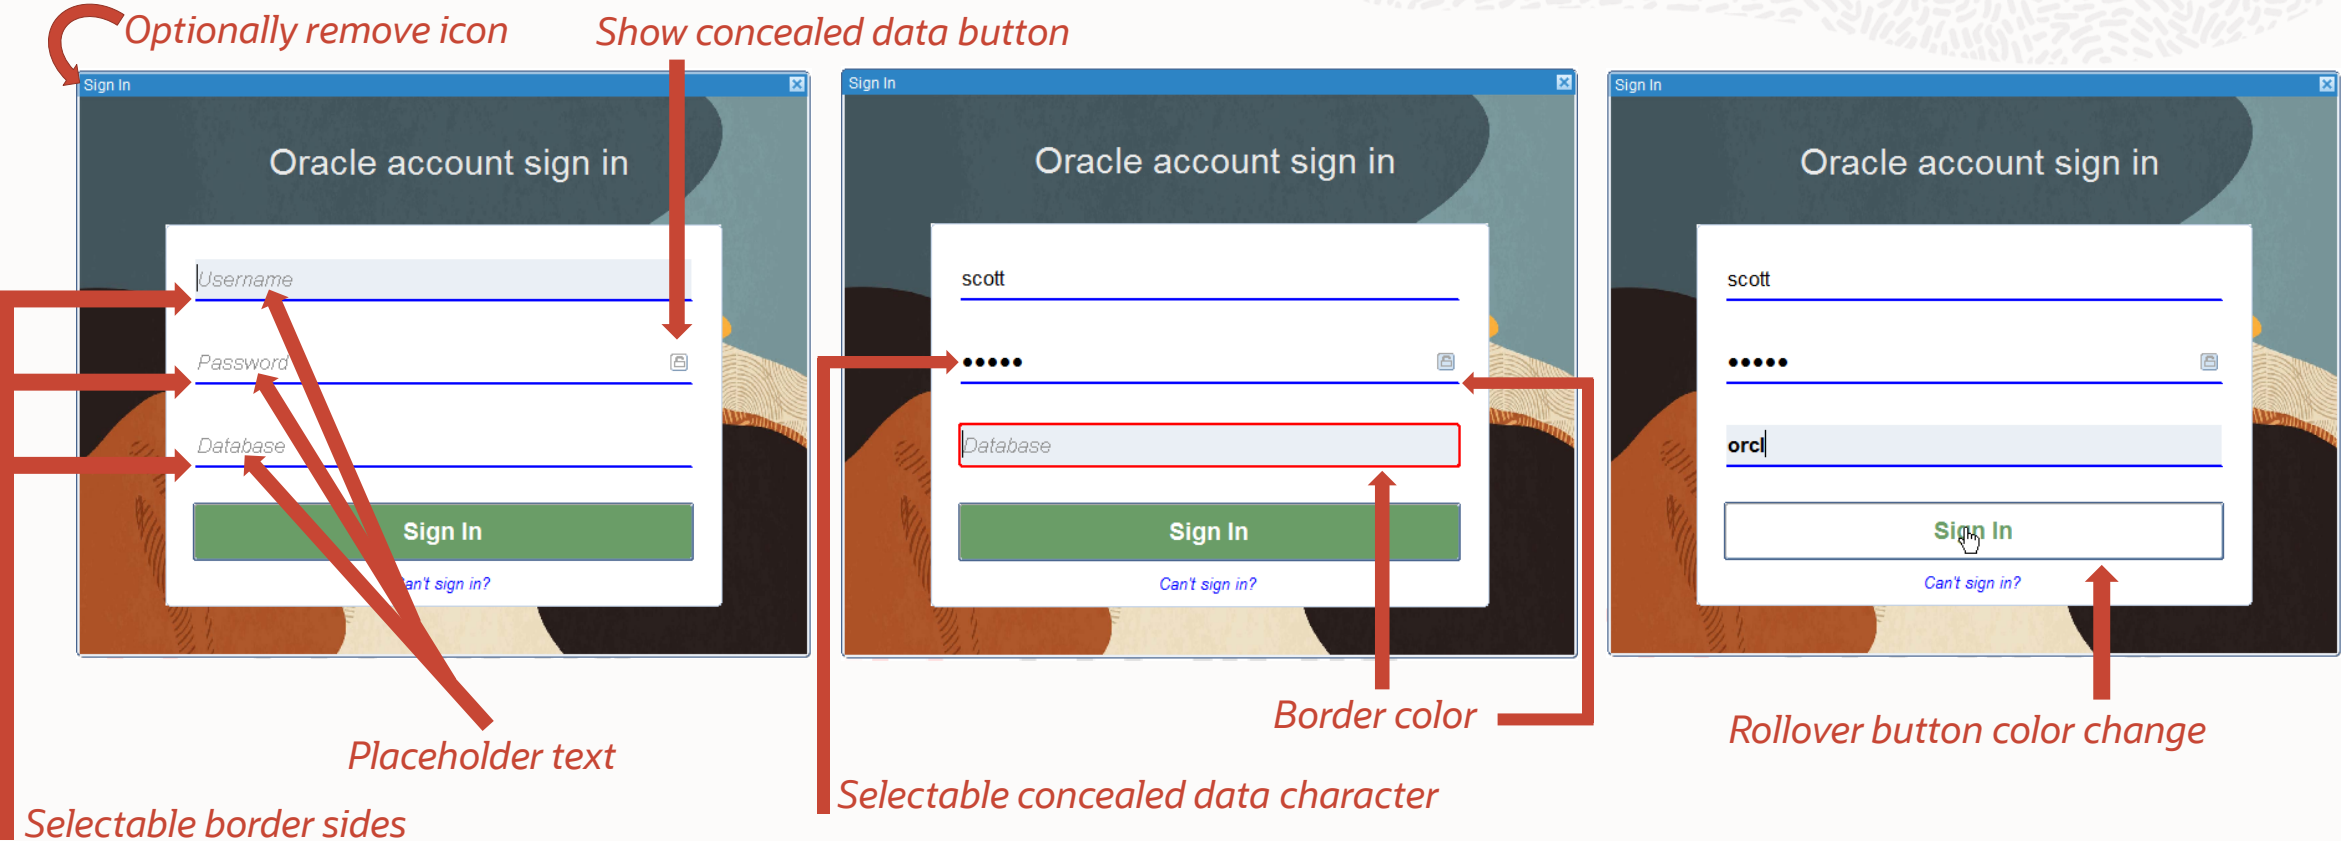 Optionally remove icon
Show concealed data button
Sign In
Oracle account sign in
Username
Password
Database
Sign In
an't sign in?
Placeholder text
Selectable border sides
Sign In
Oracle account sign in
scott
•••••
Database
Sign In
Can't sign in?
Border color
Selectable concealed data character
Sign In
Oracle account sign in
scott
•••••
orcl
Sign In
Can't sign in?
Rollover button color change